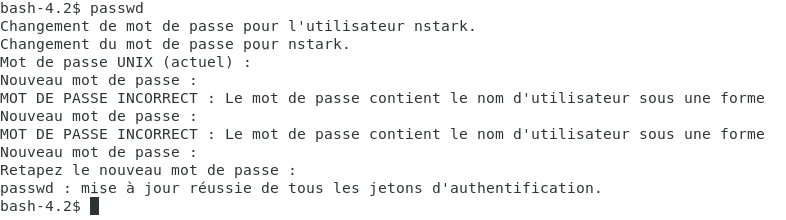 bash-4.2$ passwd
Changement de mot de passe pour l'utilisateur nstark.
Changement du mot de passe pour nstark.
Mot de passe UNIX (actuel) :
Nouveau mot de passe :
MOT DE PASSE INCORRECT : Le mot de passe contient le nom d'utilisateur sous une forme
Nouveau mot de passe :
MOT DE PASSE INCORRECT : Le mot de passe contient le nom d'utilisateur sous une forme
Nouveau mot de passe :
Retapez le nouveau mot de passe :
passwd : mise à jour réussie de tous les jetons d'authentification.
bash-4.2$